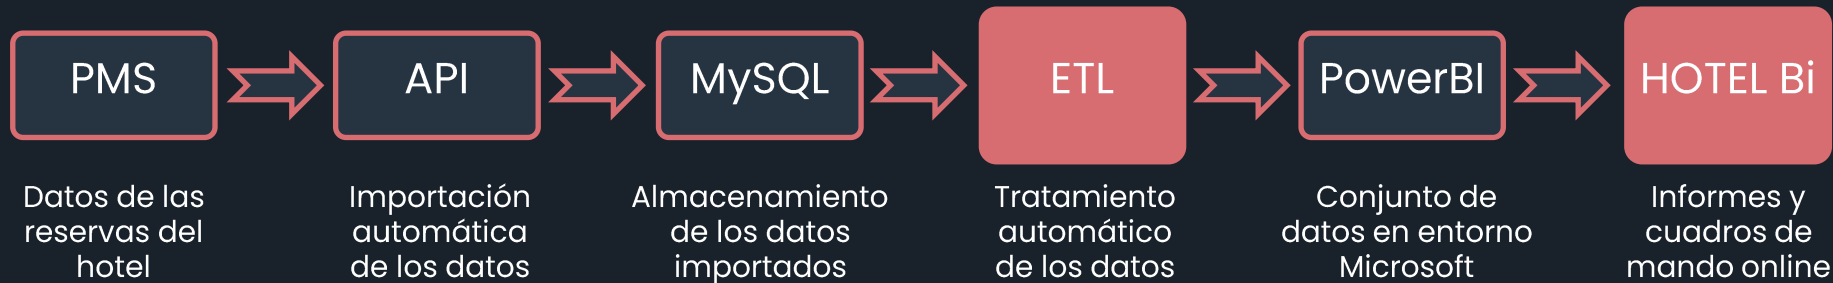 PMS
API
MySQL
ETL
PowerBI
HOTEL Bi
Datos de las
reservas del
hotel
Importación
automática
de los datos
Almacenamiento
de los datos
importados
Tratamiento
automático
de los datos
Conjunto de
datos en entorno
Microsoft
Informes y
cuadros de
mando online